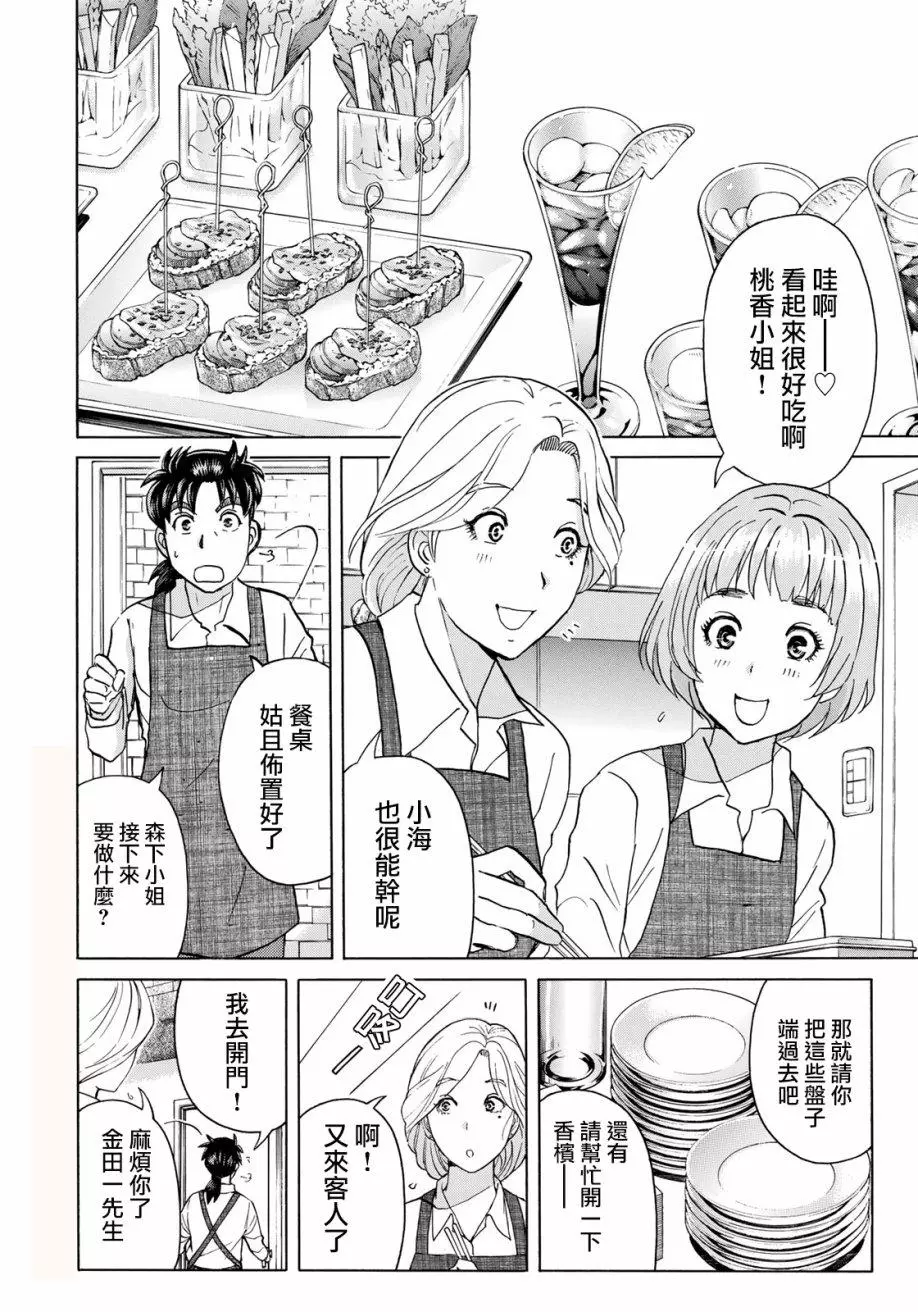 哇啊——♡
看起來很好吃啊
桃香小姐！
小海
也很能幹呢
餐桌
姑且佈置好了
森下小姐
接下來
要做什麼？
那就請你
把這些盤子
端過去吧
還有
請幫忙開一下
香檳——
叮咚—
啊！
又來客人了
我去開門！
麻煩你了
金田一先生